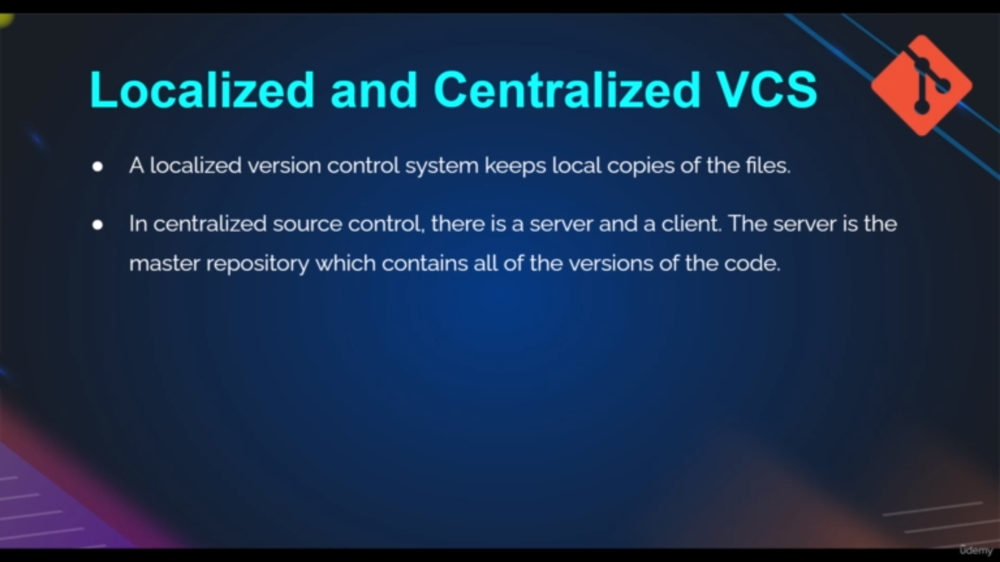 Localized and Centralized VCS
● A localized version control system keeps local copies of the files.
● In centralized source control, there is a server and a client. The server is the
master repository which contains all of the versions of the code.
ûdemy